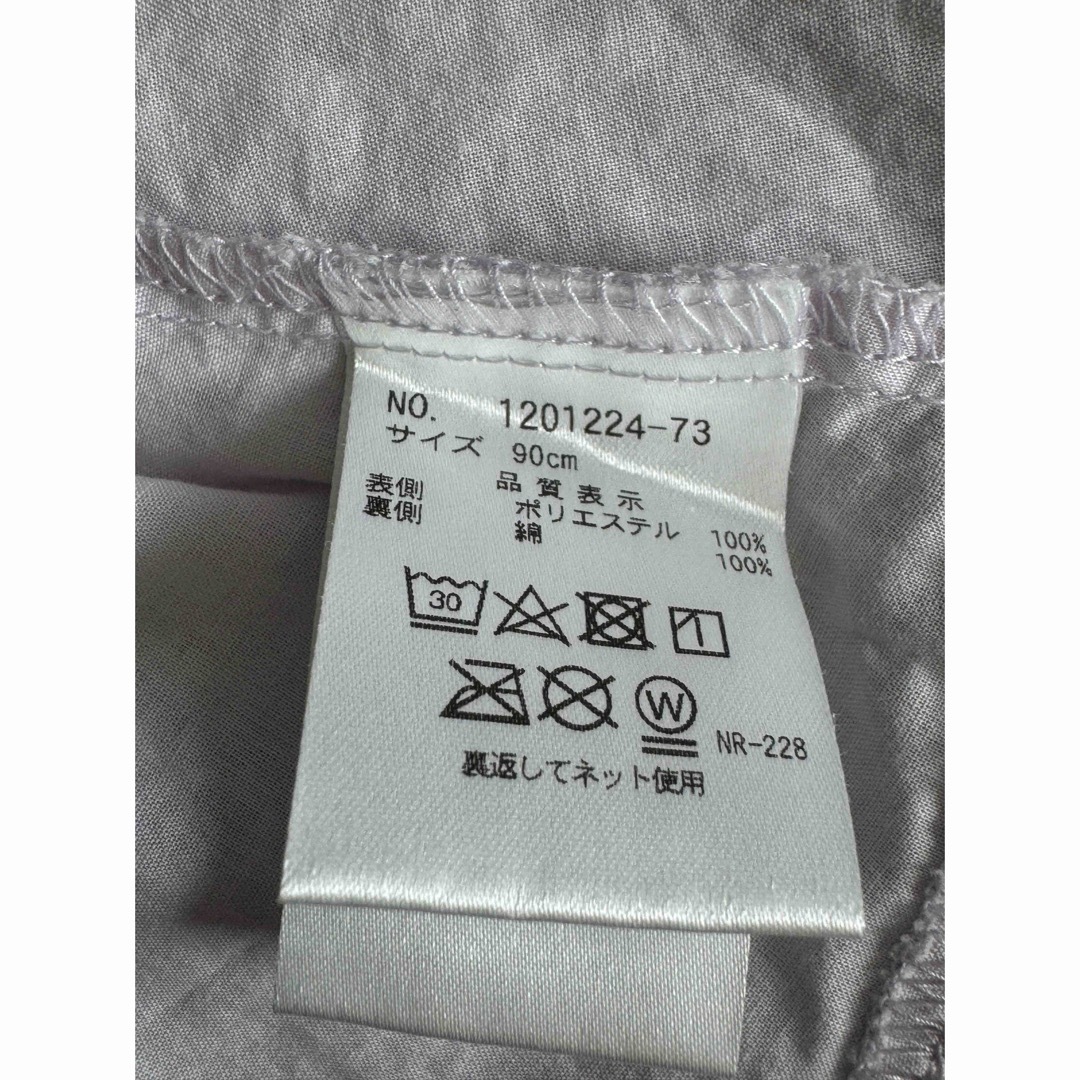 NO. 1201224-73
サイズ 90cm
品質表示
表側 ポリエステル 100%
裏側 綿 100%
30
W
NR-228
裏返してネット使用